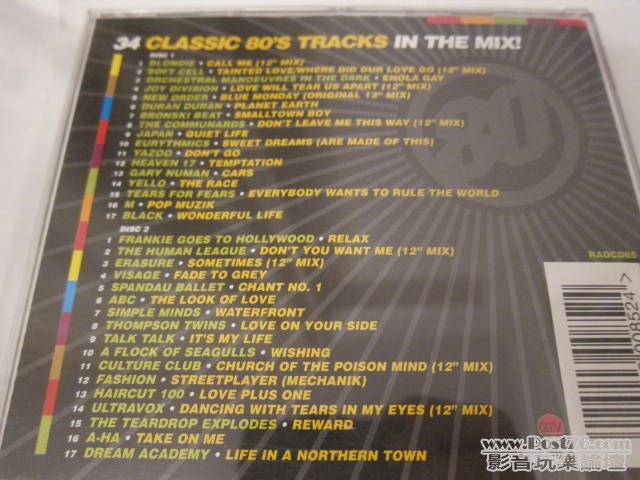 34 CLASSIC 80'S TRACKS IN THE MIX!
DISC 1
1 BLONDIE • CALL ME (12" MIX)
2 SOFT CELL • TAINTED LOVE/WHERE DID OUR LOVE GO (12" MIX)
3 ORCHESTRAL MANOEUVRES IN THE DARK • ENOLA GAY
4 JOY DIVISION • LOVE WILL TEAR US APART (12" MIX)
5 NEW ORDER • BLUE MONDAY (ORIGINAL 12" MIX)
6 DURAN DURAN • PLANET EARTH
7 BRONSKI BEAT • SMALLTOWN BOY
8 THE COMMUNARDS • DON'T LEAVE ME THIS WAY (12" MIX)
9 JAPAN • QUIET LIFE
10 EURYTHMICS • SWEET DREAMS (ARE MADE OF THIS)
11 YAZOO • DON'T GO
12 HEAVEN 17 • TEMPTATION
13 GARY NUMAN • CARS
14 YELLO • THE RACE
15 TEARS FOR FEARS • EVERYBODY WANTS TO RULE THE WORLD
16 M • POP MUZIK
17 BLACK • WONDERFUL LIFE
80
DISC 2
1 FRANKIE GOES TO HOLLYWOOD • RELAX
2 THE HUMAN LEAGUE • DON'T YOU WANT ME (12" MIX)
3 ERASURE • SOMETIMES (12" MIX)
4 VISAGE • FADE TO GREY
5 SPANDAU BALLET • CHANT NO. 1
6 ABC • THE LOOK OF LOVE
7 SIMPLE MINDS • WATERFRONT
8 THOMPSON TWINS • LOVE ON YOUR SIDE
9 TALK TALK • IT'S MY LIFE
10 A FLOCK OF SEAGULLS • WISHING
11 CULTURE CLUB • CHURCH OF THE POISON MIND (12" MIX)
12 FASHION • STREETPLAYER (MECHANIK)
13 HAIRCUT 100 • LOVE PLUS ONE
14 ULTRAVOX • DANCING WITH TEARS IN MY EYES (12" MIX)
15 THE TEARDROP EXPLODES • REWARD
16 A-HA • TAKE ON ME
17 DREAM ACADEMY • LIFE IN A NORTHERN TOWN
RADCD85
008524 >
GTV
www.Post76.com
影音玩樂論壇